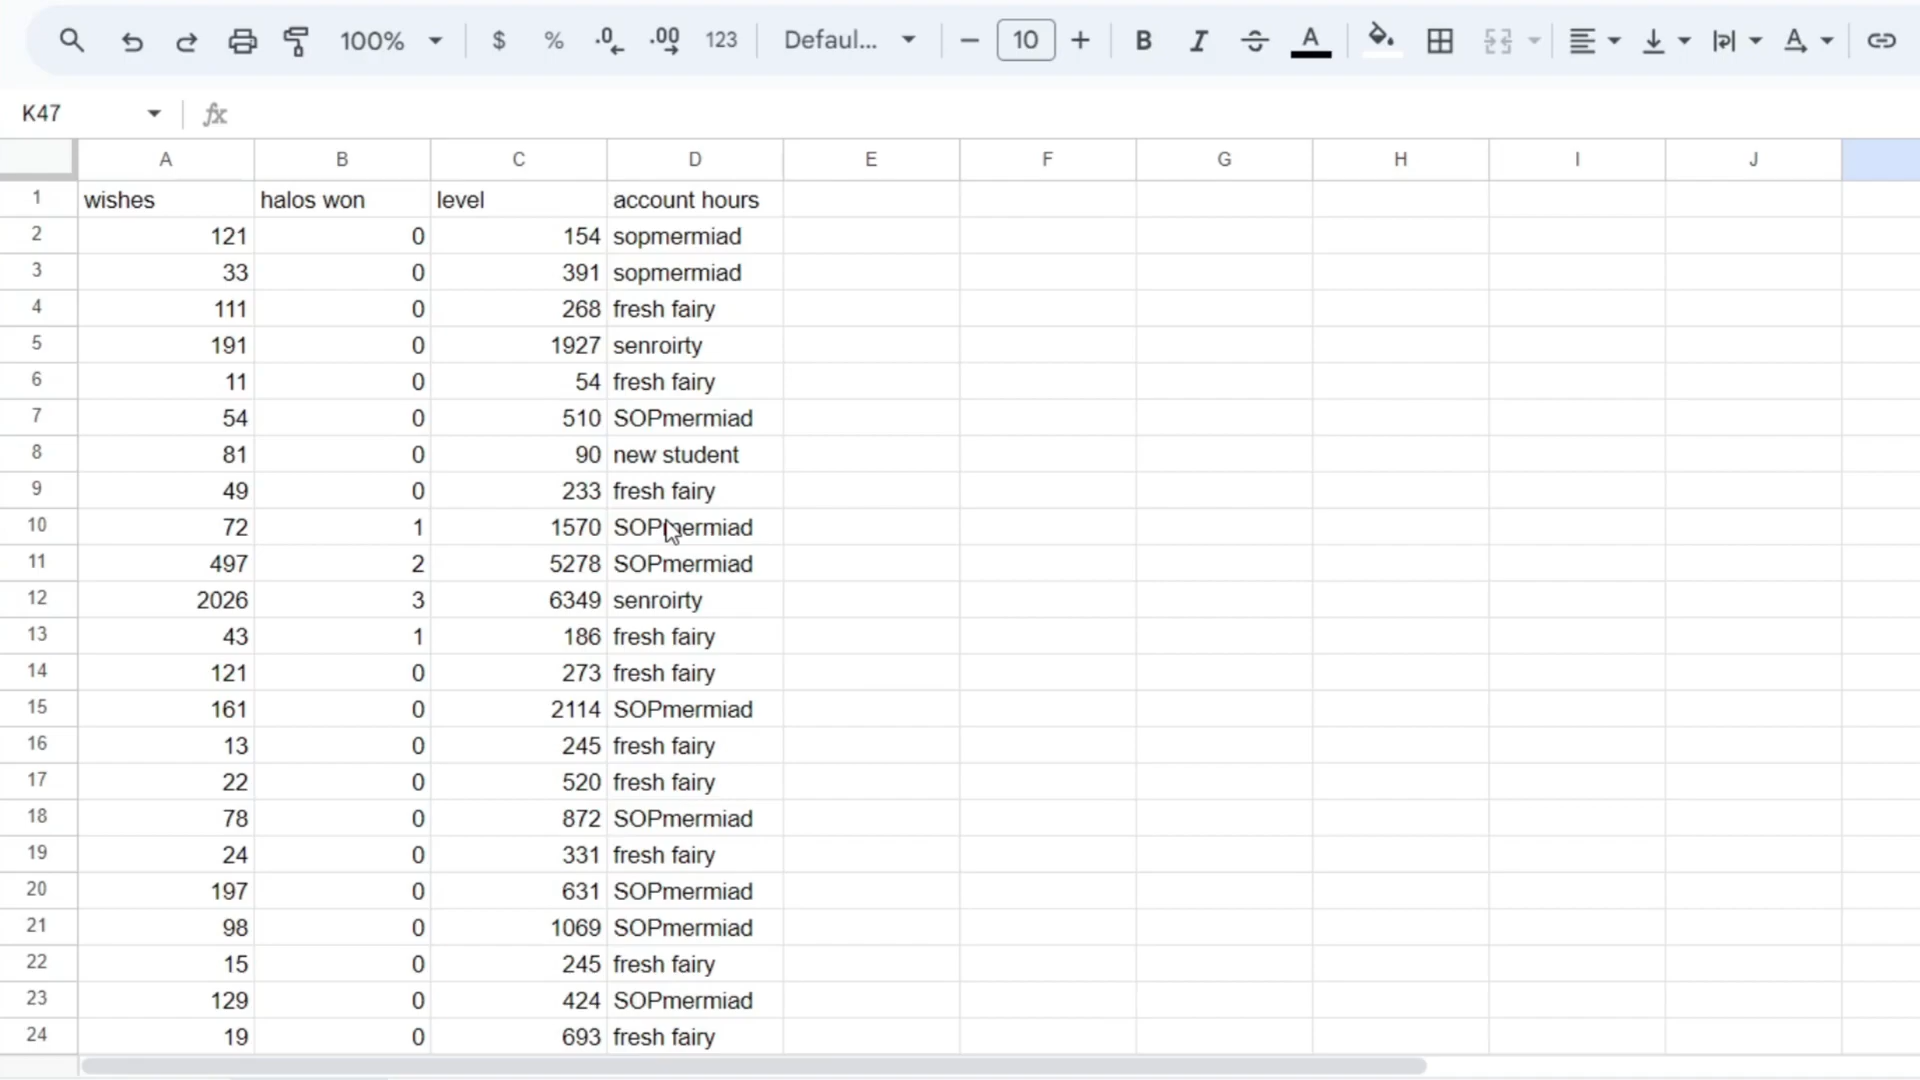 100% $ % .0 .00 123 Defaul... 10 B I A A
K47 fx
A B C D E F G H I J
1 wishes halos won level account hours
2 121 0 154 sopmermiad
3 33 0 391 sopmermiad
4 111 0 268 fresh fairy
5 191 0 1927 senroirty
6 11 0 54 fresh fairy
7 54 0 510 SOPmermiad
8 81 0 90 new student
9 49 0 233 fresh fairy
10 72 1 1570 SOPmermiad
11 497 2 5278 SOPmermiad
12 2026 3 6349 senroirty
13 43 1 186 fresh fairy
14 121 0 273 fresh fairy
15 161 0 2114 SOPmermiad
16 13 0 245 fresh fairy
17 22 0 520 fresh fairy
18 78 0 872 SOPmermiad
19 24 0 331 fresh fairy
20 197 0 631 SOPmermiad
21 98 0 1069 SOPmermiad
22 15 0 245 fresh fairy
23 129 0 424 SOPmermiad
24 19 0 693 fresh fairy